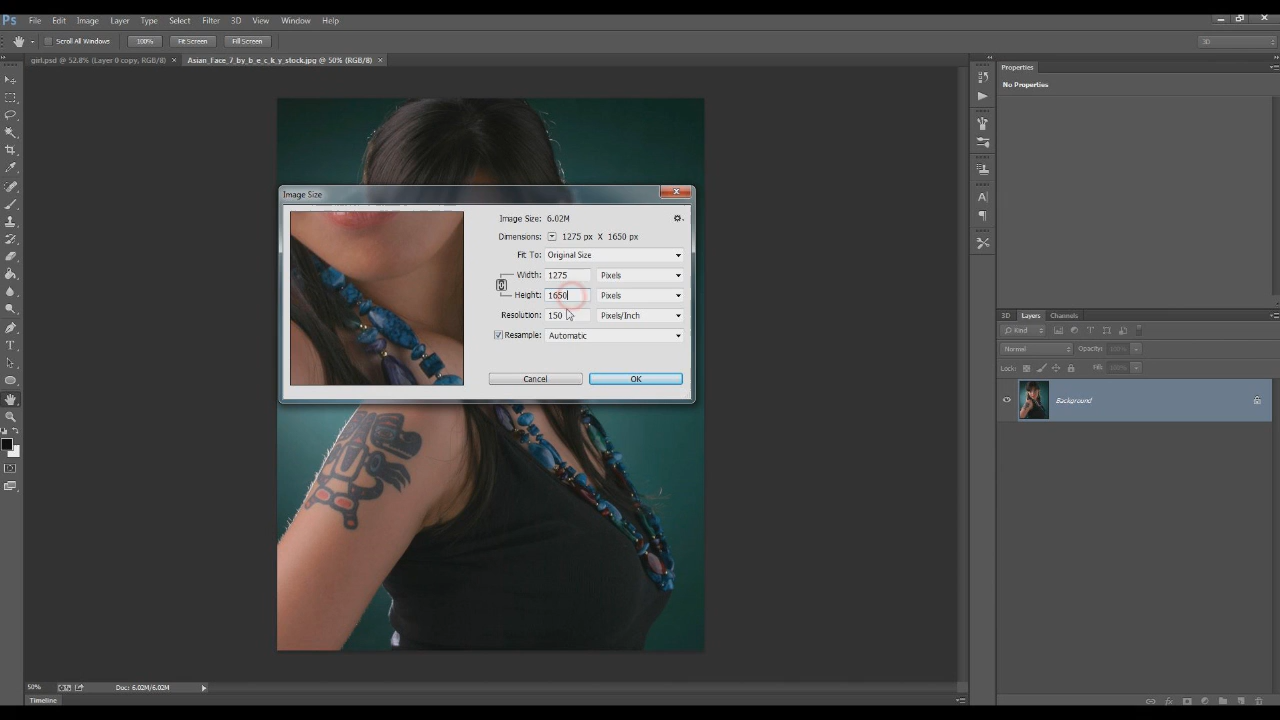 Ps File Edit Image Layer Type Select Filter 3D View Window Help
Scroll All Windows 100% Fit Screen Fill Screen 3D
girl.psd @ 52.8% (Layer 0 copy, RGB/8) × Asian_Face_7_by_b_e_c_k_y_stock.jpg @ 50% (RGB/8) ×
Properties
No Properties
Image Size
Image Size: 6.02M
Dimensions: 1275 px X 1650 px
Fit To: Original Size
Width: 1275 Pixels
Height: 1650 Pixels
Resolution: 150 Pixels/Inch
Resample: Automatic
Cancel OK
3D Layers Channels
Kind
Normal Opacity: 100%
Lock: Fill: 100%
Background
50% Doc: 6.02M/6.02M
Timeline